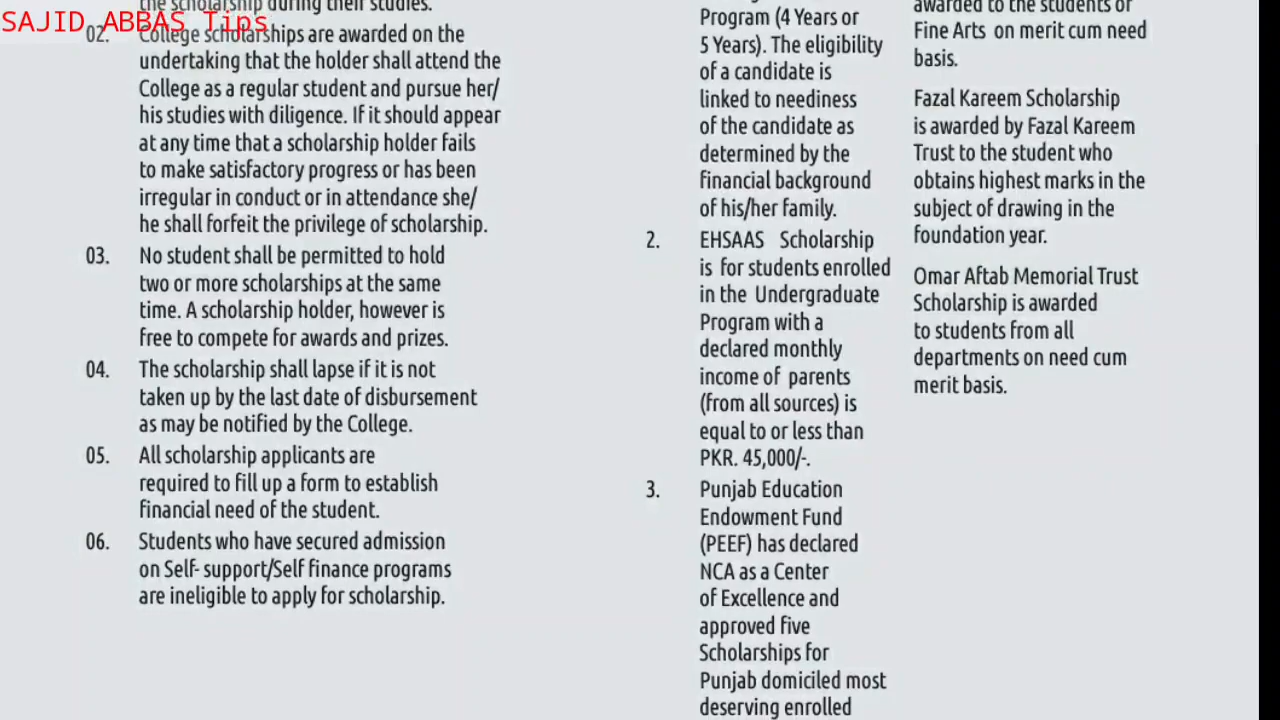 the scholarship during their studies.
SAJID ABBAS Tips
02. College scholarships are awarded on the
undertaking that the holder shall attend the
College as a regular student and pursue her/
his studies with diligence. If it should appear
at any time that a scholarship holder fails
to make satisfactory progress or has been
irregular in conduct or in attendance she/
he shall forfeit the privilege of scholarship.
03. No student shall be permitted to hold
two or more scholarships at the same
time. A scholarship holder, however is
free to compete for awards and prizes.
04. The scholarship shall lapse if it is not
taken up by the last date of disbursement
as may be notified by the College.
05. All scholarship applicants are
required to fill up a form to establish
financial need of the student.
06. Students who have secured admission
on Self- support/Self finance programs
are ineligible to apply for scholarship.
Program (4 Years or
5 Years). The eligibility
of a candidate is
linked to neediness
of the candidate as
determined by the
financial background
of his/her family.
2. EHSAAS Scholarship
is for students enrolled
in the Undergraduate
Program with a
declared monthly
income of parents
(from all sources) is
equal to or less than
PKR. 45,000/-.
3. Punjab Education
Endowment Fund
(PEEF) has declared
NCA as a Center
of Excellence and
approved five
Scholarships for
Punjab domiciled most
deserving enrolled
awarded to the students of
Fine Arts on merit cum need
basis.
Fazal Kareem Scholarship
is awarded by Fazal Kareem
Trust to the student who
obtains highest marks in the
subject of drawing in the
foundation year.
Omar Aftab Memorial Trust
Scholarship is awarded
to students from all
departments on need cum
merit basis.